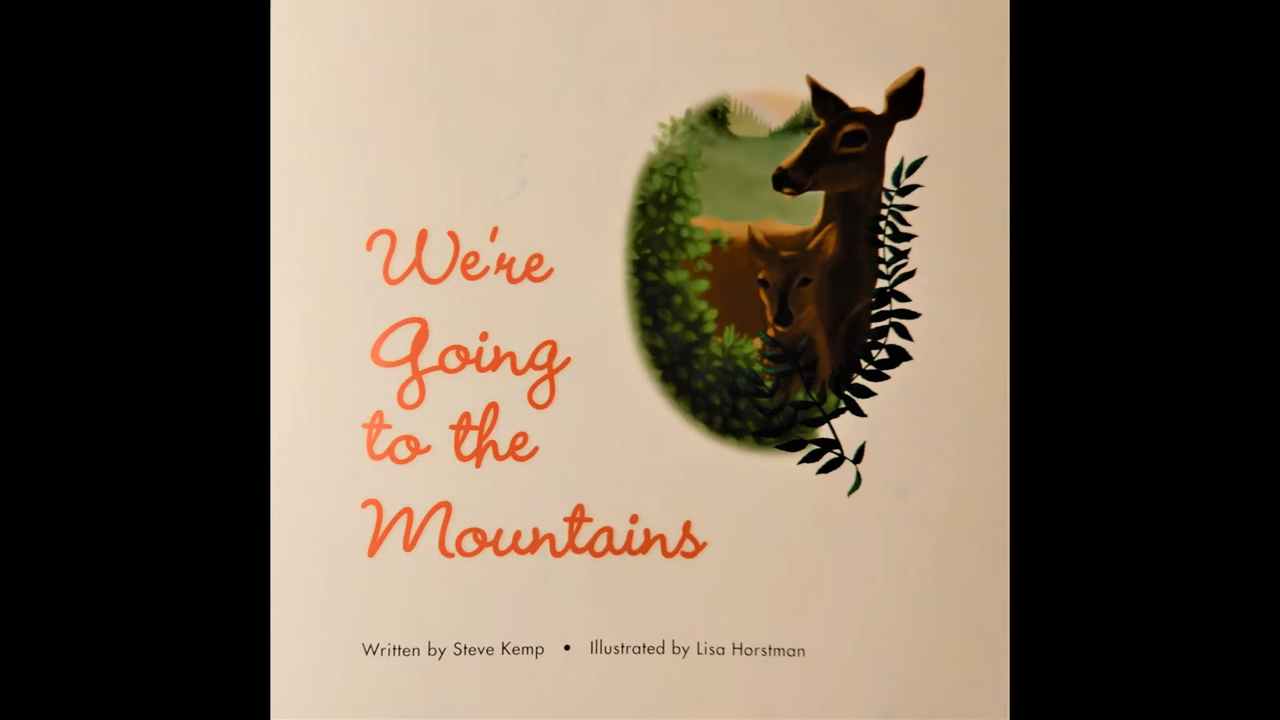 We're
Going
to the
Mountains
Written by Steve Kemp • Illustrated by Lisa Horstman